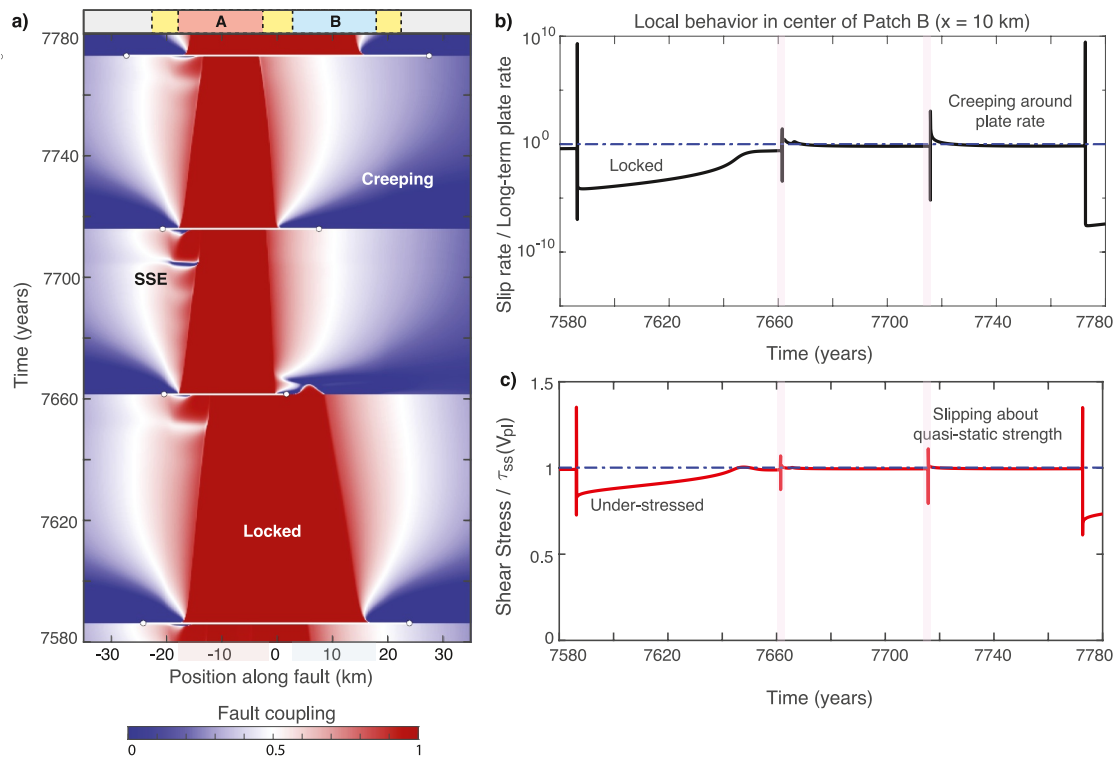 a)
A
B
7780
7740
7700
7660
7620
7580
Time (years)
Creeping
SSE
Locked
-30
-20
-10
0
10
20
30
Position along fault (km)
Fault coupling
0
0.5
1
b)
Local behavior in center of Patch B (x = 10 km)
10^10
10^0
10^-10
Slip rate / Long-term plate rate
Locked
Creeping around
plate rate
7580
7620
7660
7700
7740
7780
Time (years)
c)
1.5
1
0.5
0
Shear Stress / τss(Vpl)
Slipping about
quasi-static strength
Under-stressed
7580
7620
7660
7700
7740
7780
Time (years)